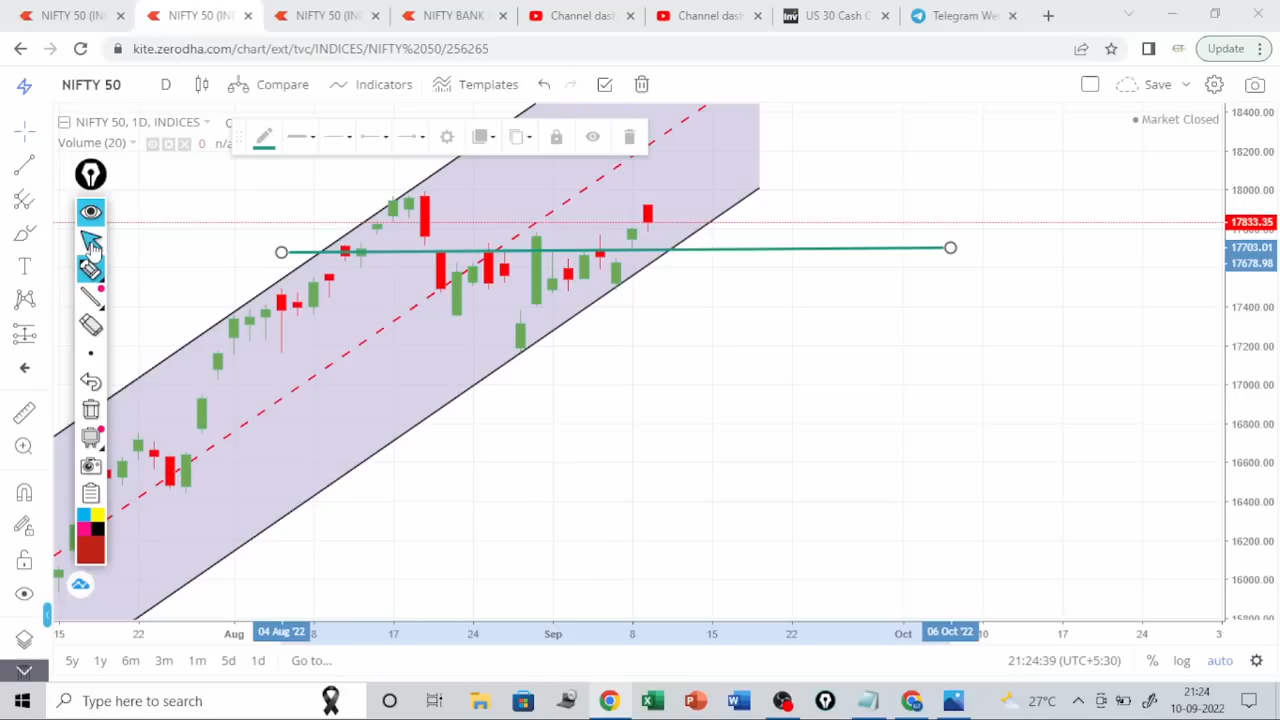 NIFTY 50 (IN
NIFTY 50 (IN
NIFTY 50 (IN
NIFTY BANK
Channel das
Channel das
US 30 Cash C
Telegram We
kite.zerodha.com/chart/ext/tvc/INDICES/NIFTY%2050/256265
Update
NIFTY 50
D
Compare
Indicators
Templates
Save
NIFTY 50, 1D, INDICES
Market Closed
Volume (20)
0 n/a
18400.00
18200.00
18000.00
17833.35
17703.01
17678.98
17400.00
17200.00
17000.00
16800.00
16600.00
16400.00
16200.00
16000.00
15800.00
15
22
Aug
04 Aug '22
8
17
24
Sep
8
15
22
Oct
06 Oct '22
10
17
24
5y
1y
6m
3m
1m
5d
1d
Go to...
21:24:39 (UTC+5:30)
%
log
auto
Type here to search
27°C
21:24
10-09-2022